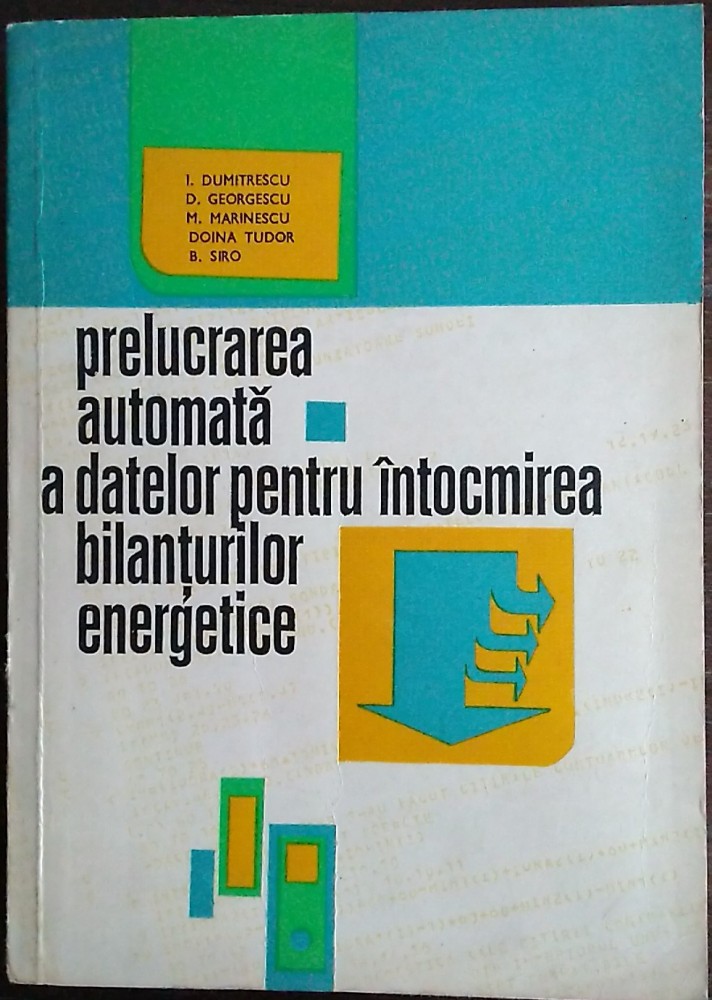 I. DUMITRESCU
D. GEORGESCU
M. MARINESCU
DOINA TUDOR
B. SIRO
prelucrarea
automată
a datelor pentru întocmirea
bilanțurilor
energetice